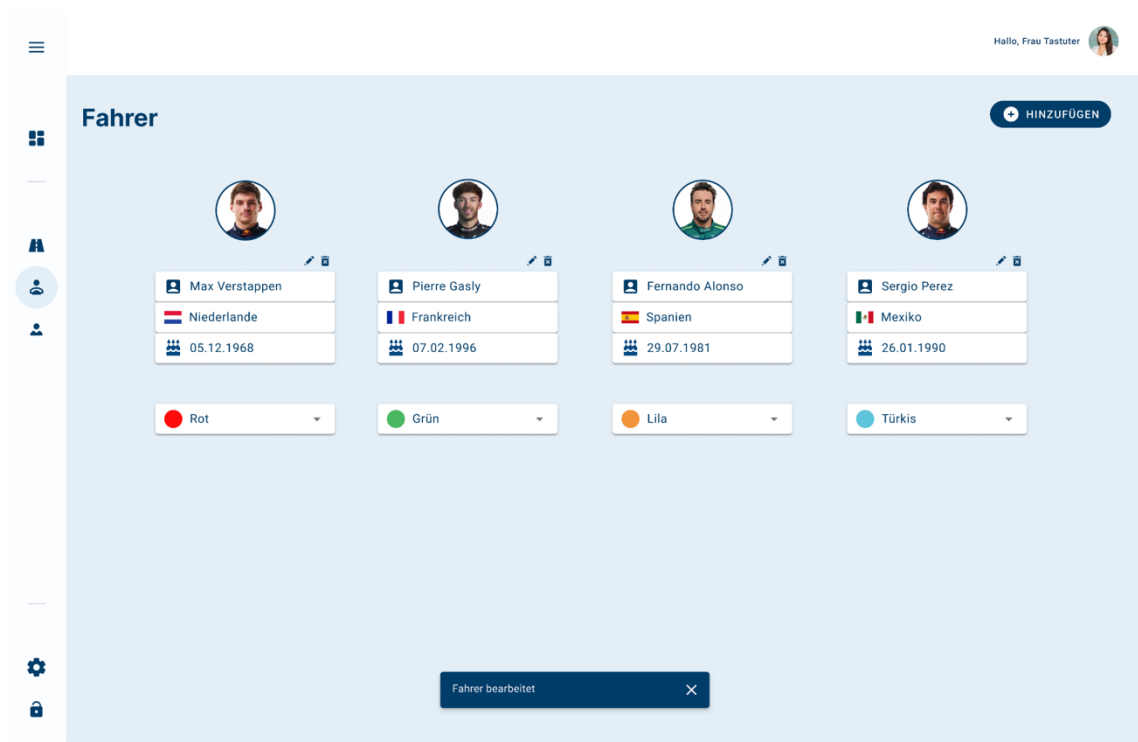 Hallo, Frau Tastuter
Fahrer
HINZUFÜGEN
Max Verstappen
Niederlande
05.12.1968
Rot
Pierre Gasly
Frankreich
07.02.1996
Grün
Fernando Alonso
Spanien
29.07.1981
Lila
Sergio Perez
Mexiko
26.01.1990
Türkis
Fahrer bearbeitet